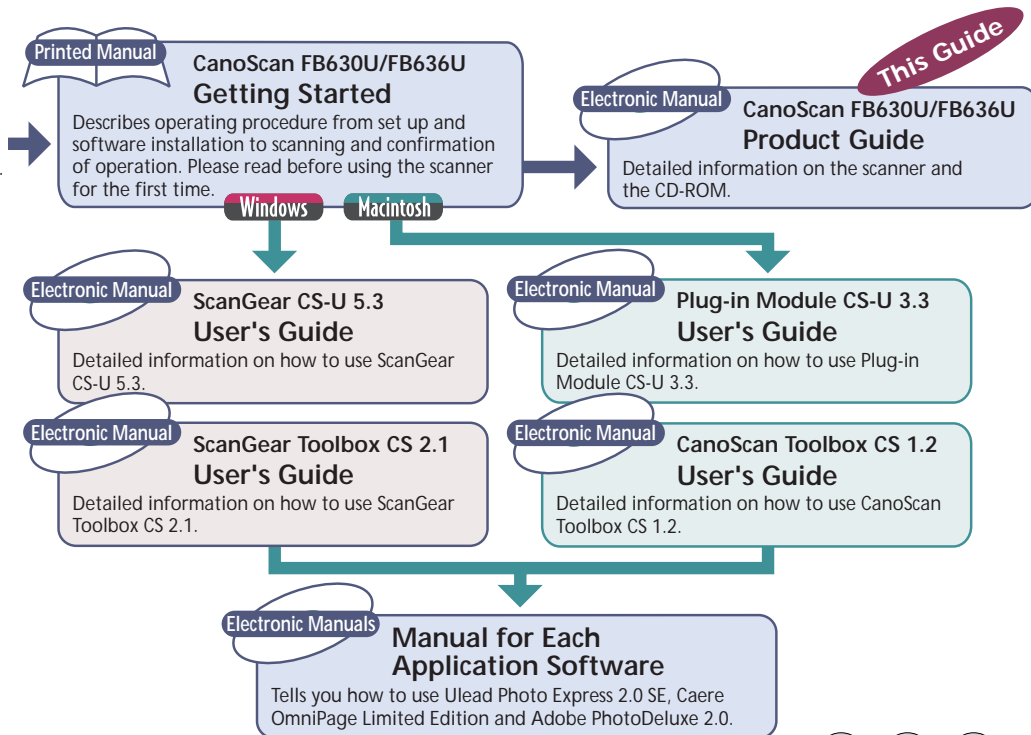 Printed Manual
CanoScan FB630U/FB636U
Getting Started
Describes operating procedure from set up and
software installation to scanning and confirmation
of operation. Please read before using the scanner
for the first time.
Windows
Macintosh
This Guide
Electronic Manual
CanoScan FB630U/FB636U
Product Guide
Detailed information on the scanner and
the CD-ROM.
Electronic Manual
ScanGear CS-U 5.3
User's Guide
Detailed information on how to use ScanGear
CS-U 5.3.
Electronic Manual
Plug-in Module CS-U 3.3
User's Guide
Detailed information on how to use Plug-in
Module CS-U 3.3.
Electronic Manual
ScanGear Toolbox CS 2.1
User's Guide
Detailed information on how to use ScanGear
Toolbox CS 2.1.
Electronic Manual
CanoScan Toolbox CS 1.2
User's Guide
Detailed information on how to use CanoScan
Toolbox CS 1.2.
Electronic Manuals
Manual for Each
Application Software
Tells you how to use Ulead Photo Express 2.0 SE, Caere
OmniPage Limited Edition and Adobe PhotoDeluxe 2.0.